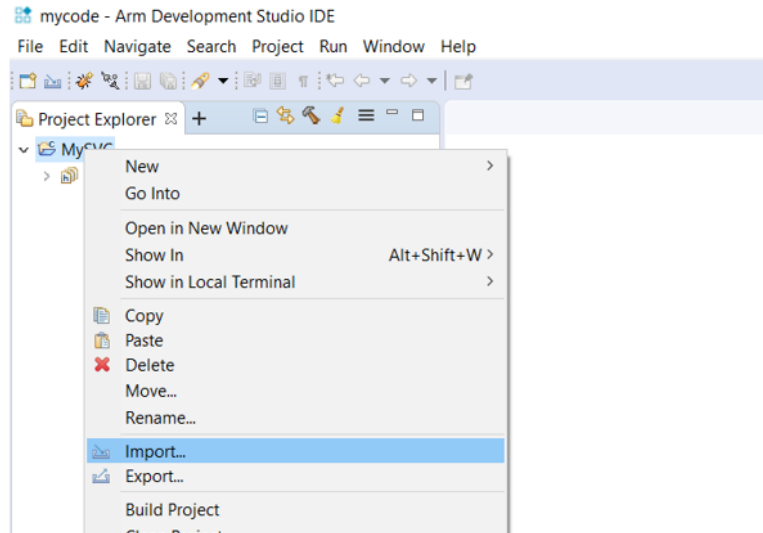 mycode - Arm Development Studio IDE
File Edit Navigate Search Project Run Window Help
Project Explorer
New
Go Into
Open in New Window
Show In Alt+Shift+W
Show in Local Terminal
Copy
Paste
Delete
Move...
Rename...
Import...
Export...
Build Project